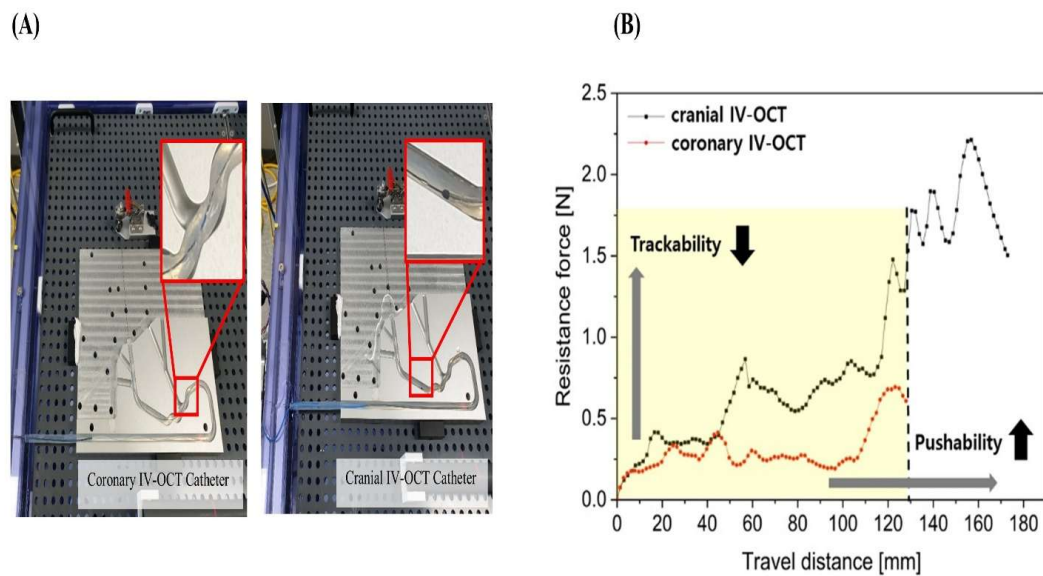 (A)
(B)
Coronary IV-OCT Catheter
Cranial IV-OCT Catheter
2.5
2.0
1.5
1.0
0.5
0.0
Resistance force [N]
cranial IV-OCT
coronary IV-OCT
Trackability
Pushability
0 20 40 60 80 100 120 140 160 180
Travel distance [mm]